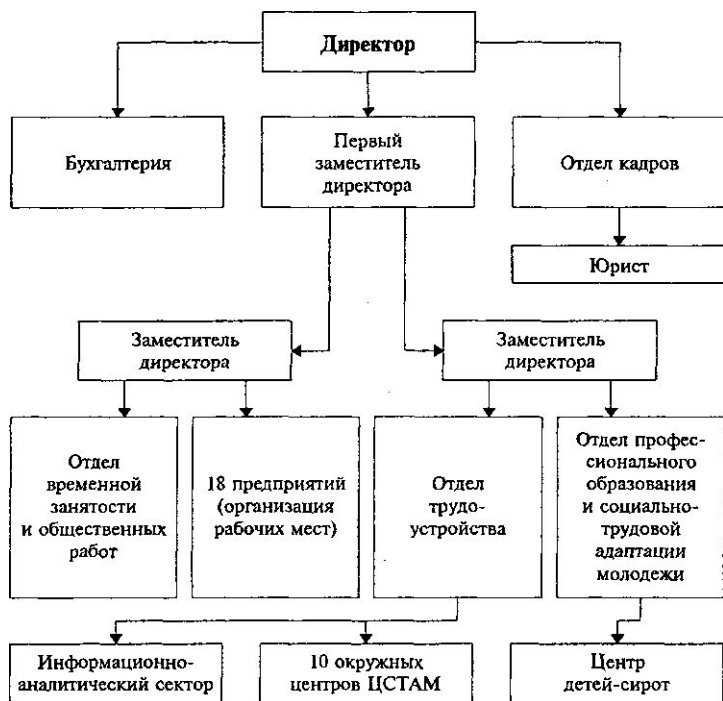 Директор
Бухгалтерия
Первый
заместитель
директора
Отдел кадров
Юрист
Заместитель
директора
Заместитель
директора
Отдел
временной
занятости
и общественных
работ
18 предприятий
(организация
рабочих мест)
Отдел
трудо-
устройства
Отдел профес-
сионального
образования
и социально-
трудовой
адаптации
молодежи
Информационно-
аналитический сектор
10 окружных
центров ЦСТАМ
Центр
детей-сирот